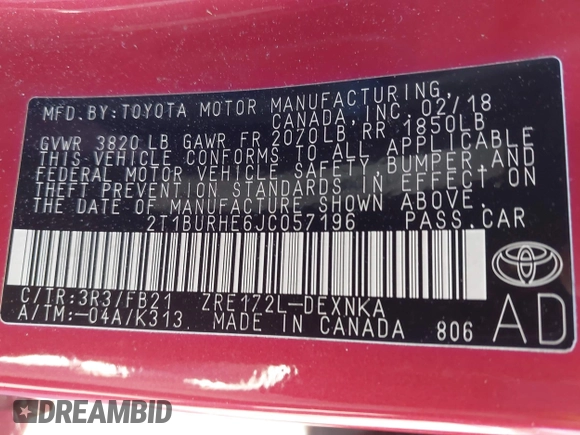 MFD.BY:TOYOTA MOTOR MANUFACTURING,
CANADA,INC. 02/18
GVWR 3820 LB GAWR FR 2070LB,RR 1850LB
THIS VEHICLE CONFORMS TO ALL APPLICABLE
FEDERAL MOTOR VEHICLE SAFETY, BUMPER AND
THEFT PREVENTION STANDARDS IN EFFECT ON
THE DATE OF MANUFACTURE SHOWN ABOVE.
2T1BURHE6JC057196 PASS.CAR
C/TR:3R3/FB21 ZRE172L-DEXNKA
A/TM:-04A/K313 MADE IN CANADA 806
AD
DREAMBID